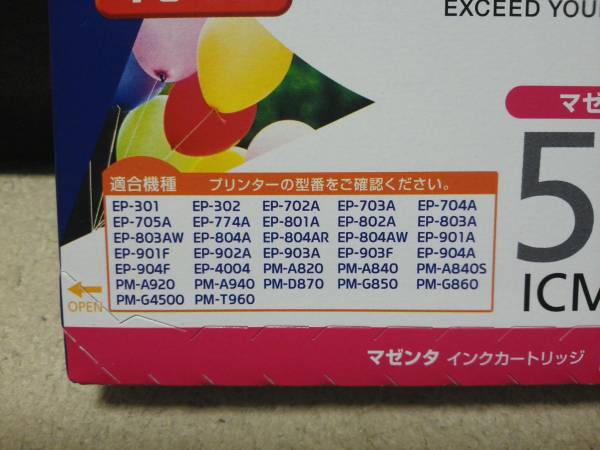 EXCEED YOU
マゼ
5
ICM
適合機種 プリンターの型番をご確認ください。
EP-301 EP-302 EP-702A EP-703A EP-704A
EP-705A EP-774A EP-801A EP-802A EP-803A
EP-803AW EP-804A EP-804AR EP-804AW EP-901A
EP-901F EP-902A EP-903A EP-903F EP-904A
EP-904F EP-4004 PM-A820 PM-A840 PM-A840S
PM-A920 PM-A940 PM-D870 PM-G850 PM-G860
PM-G4500 PM-T960
OPEN
マゼンタ インクカートリッジ